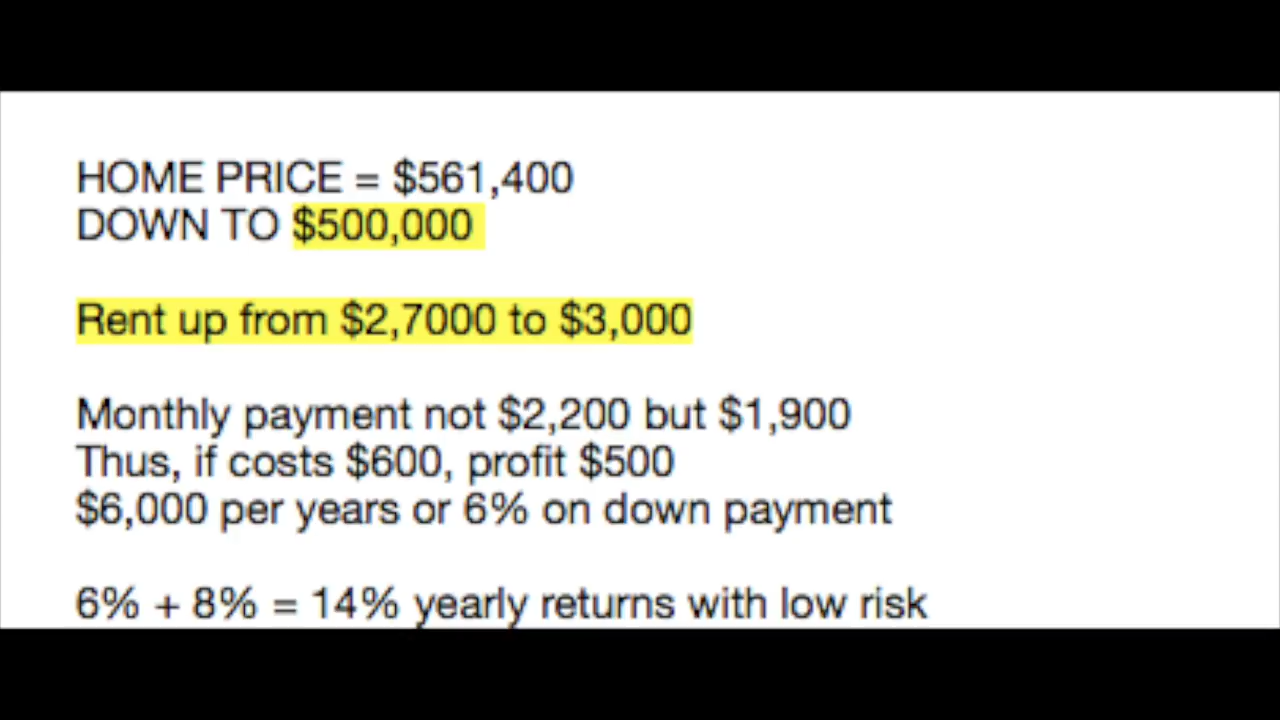 HOME PRICE = $561,400
DOWN TO $500,000
Rent up from $2,7000 to $3,000
Monthly payment not $2,200 but $1,900
Thus, if costs $600, profit $500
$6,000 per years or 6% on down payment
6% + 8% = 14% yearly returns with low risk